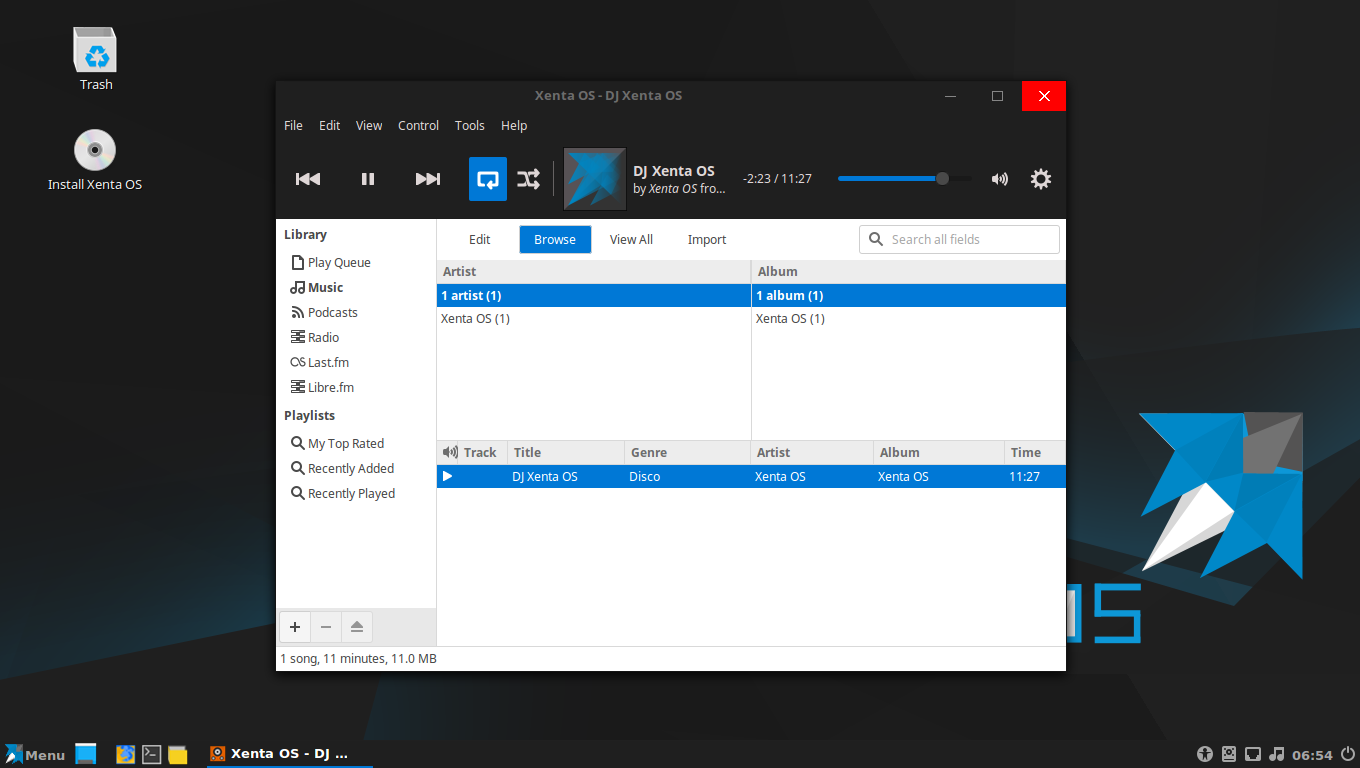 Trash
Install Xenta OS
Xenta OS - DJ Xenta OS
File Edit View Control Tools Help
DJ Xenta OS
by Xenta OS fro...
-2:23 / 11:27
Library
Play Queue
Music
Podcasts
Radio
Last.fm
Libre.fm
Playlists
My Top Rated
Recently Added
Recently Played
Edit Browse View All Import Search all fields
Artist Album
1 artist (1) 1 album (1)
Xenta OS (1) Xenta OS (1)
Track Title Genre Artist Album Time
DJ Xenta OS Disco Xenta OS Xenta OS 11:27
1 song, 11 minutes, 11.0 MB
OS
Menu Xenta OS - DJ ... 06:54